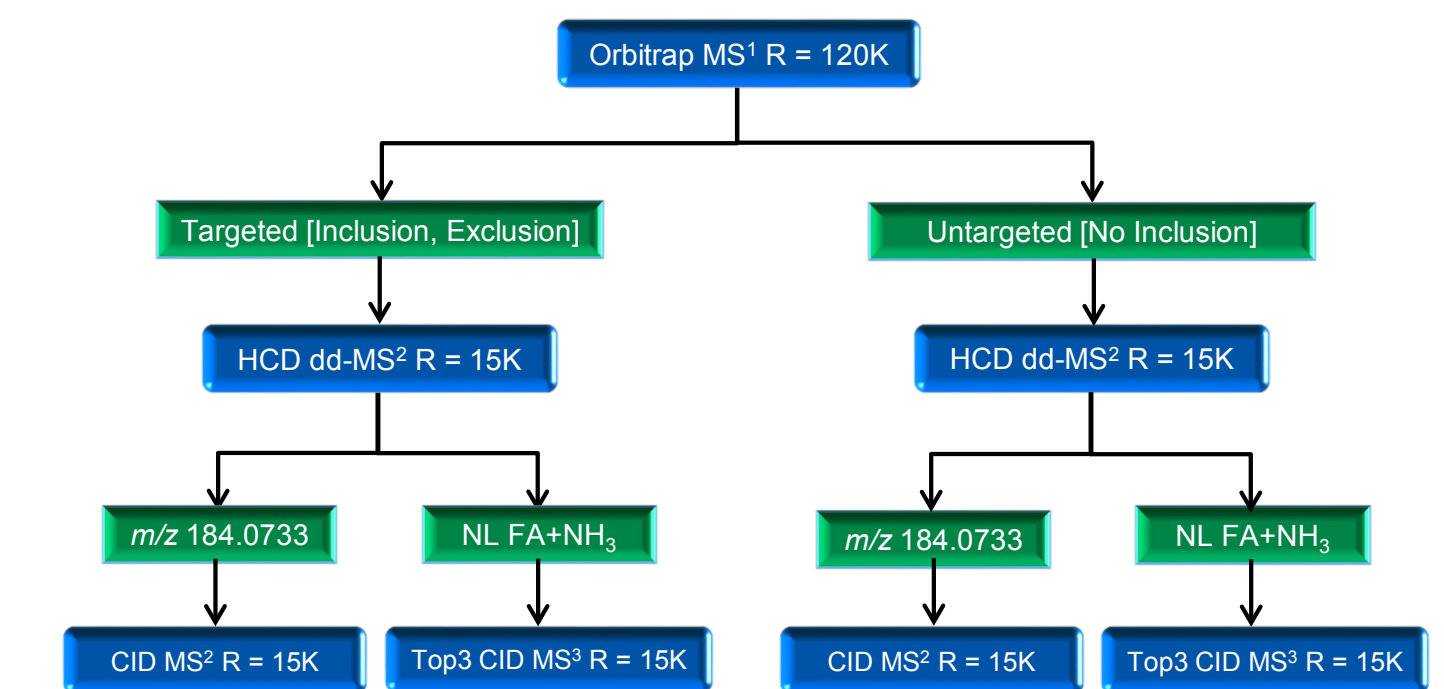 Orbitrap MS¹ R = 120K
Targeted [Inclusion, Exclusion]
Untargeted [No Inclusion]
HCD dd-MS² R = 15K
HCD dd-MS² R = 15K
m/z 184.0733
NL FA+NH₃
m/z 184.0733
NL FA+NH₃
CID MS² R = 15K
Top3 CID MS³ R = 15K
CID MS² R = 15K
Top3 CID MS³ R = 15K